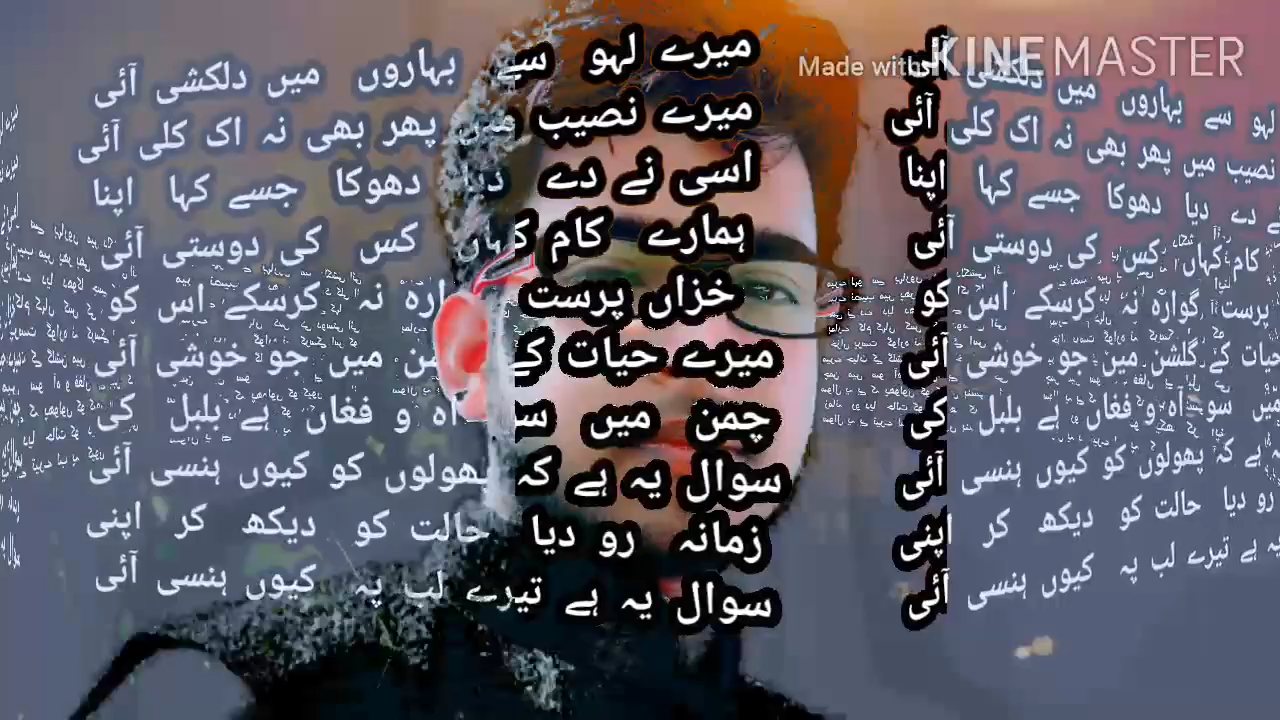 Made with KINEMASTER
میرے لہو سے بہاروں میں دلکشی آئی
میرے نصیب میں پھر بھی نہ اک کلی آئی
اسی نے دے دیا دھوکا جسے کہا اپنا
ہمارے کام کہاں کس کی دوستی آئی
خزاں پرست گوارہ نہ کرسکے اس کو
میرے حیات کے گلشن میں جو خوشی آئی
چمن میں سو آہ و فغاں ہے بلبل کی
سوال یہ ہے کہ پھولوں کو کیوں ہنسی آئی
زمانہ رو دیا حالت کو دیکھ کر اپنی
سوال یہ ہے تیرے لب پہ کیوں ہنسی آئی